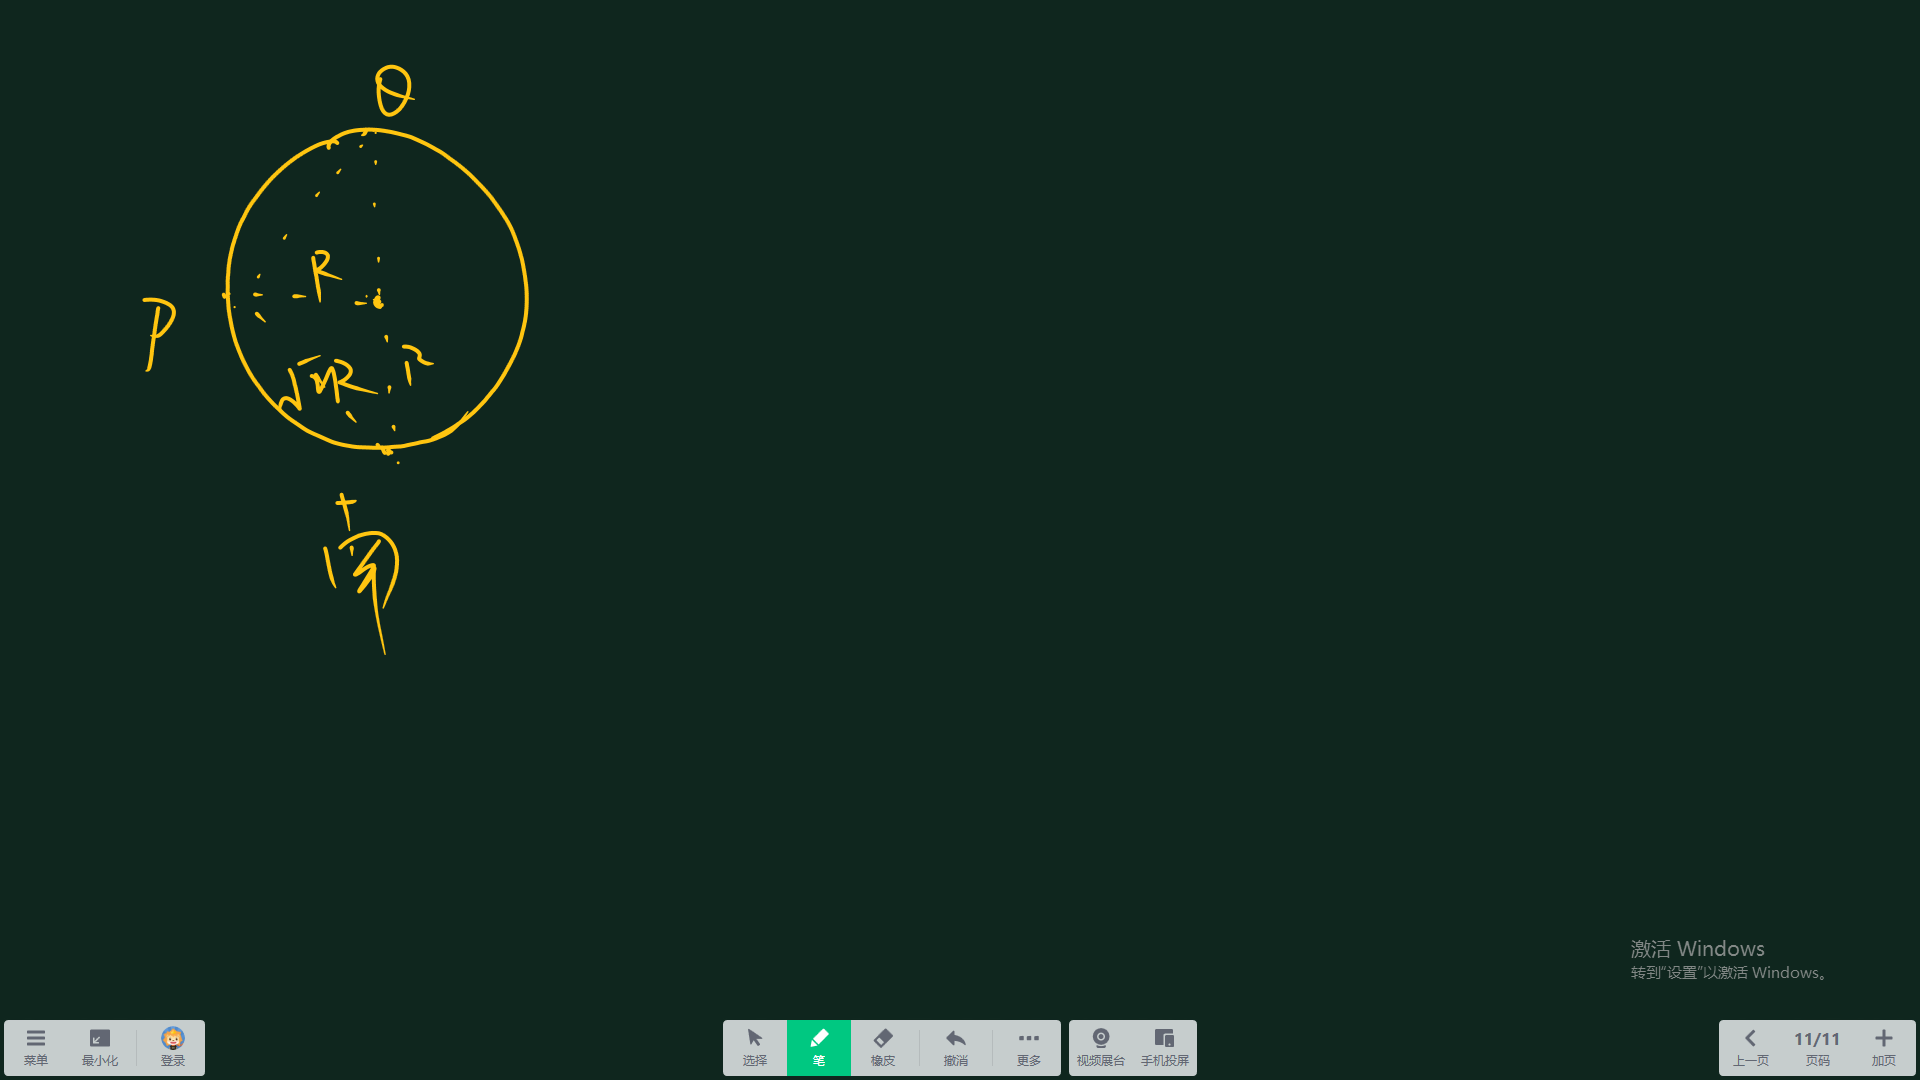 θ
R
P
√2R R
+
南
激活 Windows
转到“设置”以激活 Windows。
菜单 最小化 登录 选择 笔 橡皮 撤消 更多 视频展台 手机投屏 上一页 11/11 页码 加页